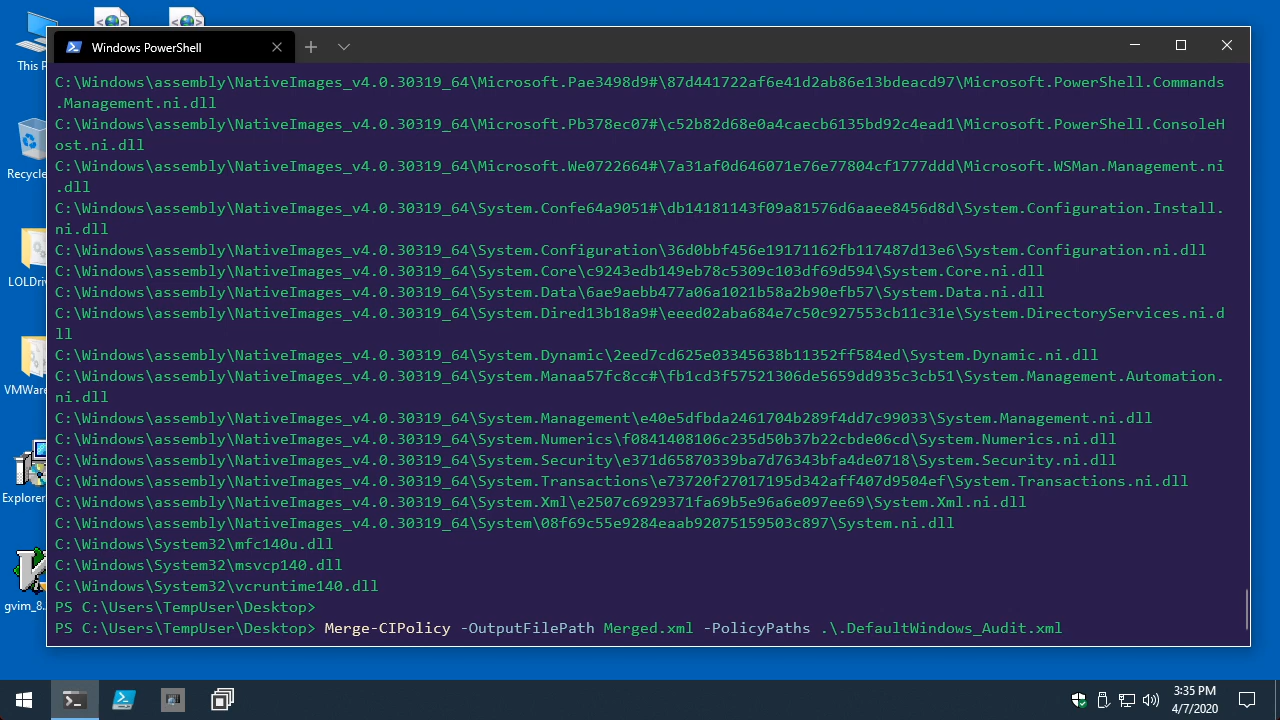 This P
Recycle
LOLDriv
VMWare
Explorer
gvim_8.
Windows PowerShell
C:\Windows\assembly\NativeImages_v4.0.30319_64\Microsoft.Pae3498d9#\87d441722af6e41d2ab86e13bdeacd97\Microsoft.PowerShell.Commands
.Management.ni.dll
C:\Windows\assembly\NativeImages_v4.0.30319_64\Microsoft.Pb378ec07#\c52b82d68e0a4caecb6135bd92c4ead1\Microsoft.PowerShell.ConsoleH
ost.ni.dll
C:\Windows\assembly\NativeImages_v4.0.30319_64\Microsoft.We0722664#\7a31af0d646071e76e77804cf1777ddd\Microsoft.WSMan.Management.ni
.dll
C:\Windows\assembly\NativeImages_v4.0.30319_64\System.Confe64a9051#\db14181143f09a81576d6aaee8456d8d\System.Configuration.Install.
ni.dll
C:\Windows\assembly\NativeImages_v4.0.30319_64\System.Configuration\36d0bbf456e19171162fb117487d13e6\System.Configuration.ni.dll
C:\Windows\assembly\NativeImages_v4.0.30319_64\System.Core\c9243edb149eb78c5309c103df69d594\System.Core.ni.dll
C:\Windows\assembly\NativeImages_v4.0.30319_64\System.Data\6ae9aebb477a06a1021b58a2b90efb57\System.Data.ni.dll
C:\Windows\assembly\NativeImages_v4.0.30319_64\System.Dired13b18a9#\eeed02aba684e7c50c927553cb11c31e\System.DirectoryServices.ni.d
ll
C:\Windows\assembly\NativeImages_v4.0.30319_64\System.Dynamic\2eed7cd625e03345638b11352ff584ed\System.Dynamic.ni.dll
C:\Windows\assembly\NativeImages_v4.0.30319_64\System.Manaa57fc8cc#\fb1cd3f57521306de5659dd935c3cb51\System.Management.Automation.
ni.dll
C:\Windows\assembly\NativeImages_v4.0.30319_64\System.Management\e40e5dfbda2461704b289f4dd7c99033\System.Management.ni.dll
C:\Windows\assembly\NativeImages_v4.0.30319_64\System.Numerics\f0841408106c235d50b37b22cbde06cd\System.Numerics.ni.dll
C:\Windows\assembly\NativeImages_v4.0.30319_64\System.Security\e371d65870339ba7d76343bfa4de0718\System.Security.ni.dll
C:\Windows\assembly\NativeImages_v4.0.30319_64\System.Transactions\e73720f27017195d342aff407d9504ef\System.Transactions.ni.dll
C:\Windows\assembly\NativeImages_v4.0.30319_64\System.Xml\e2507c6929371fa69b5e96a6e097ee69\System.Xml.ni.dll
C:\Windows\assembly\NativeImages_v4.0.30319_64\System\08f69c55e9284eaab92075159503c897\System.ni.dll
C:\Windows\System32\mfc140u.dll
C:\Windows\System32\msvcp140.dll
C:\Windows\System32\vcruntime140.dll
PS C:\Users\TempUser\Desktop>
PS C:\Users\TempUser\Desktop> Merge-CIPolicy -OutputFilePath Merged.xml -PolicyPaths .\.DefaultWindows_Audit.xml
3:35 PM
4/7/2020